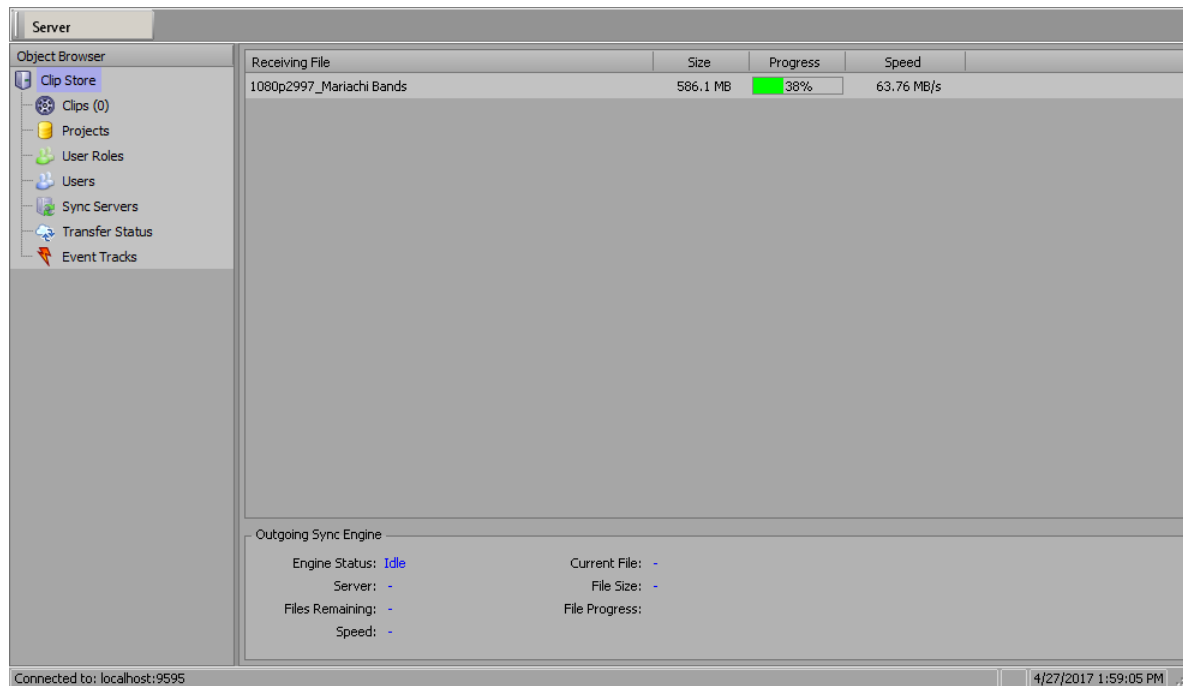 Server
Object Browser
Clip Store
Clips (0)
Projects
User Roles
Users
Sync Servers
Transfer Status
Event Tracks
Receiving File Size Progress Speed
1080p2997_Mariachi Bands 586.1 MB 38% 63.76 MB/s
Outgoing Sync Engine
Engine Status: Idle Current File: -
Server: - File Size: -
Files Remaining: - File Progress:
Speed: -
Connected to: localhost:9595 4/27/2017 1:59:05 PM